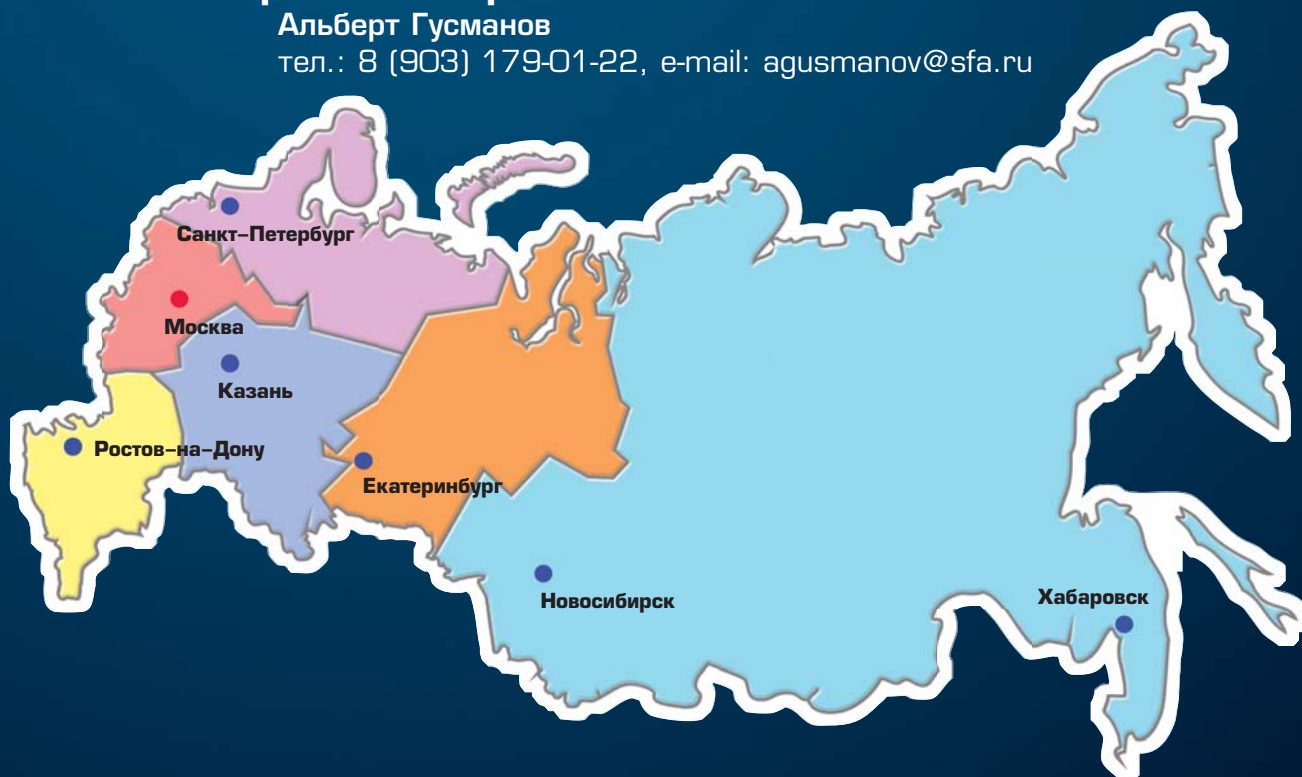 Альберт Гусманов
тел.: 8 (903) 179-01-22, e-mail: agusmanov@sfa.ru
Санкт-Петербург
Москва
Казань
Ростов-на-Дону
Екатеринбург
Новосибирск
Хабаровск